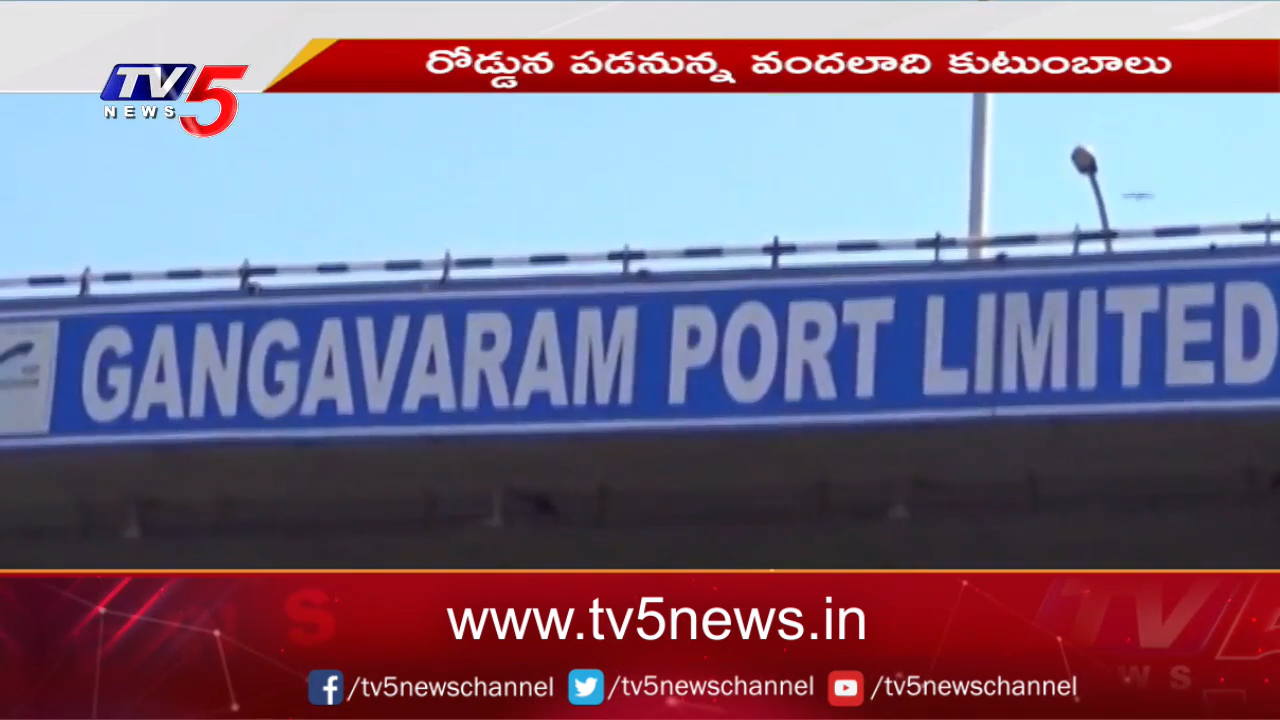 రోడ్డున పడనున్న వందలాది కుటుంబాలు
TV5
NEWS
GANGAVARAM PORT LIMITED
www.tv5news.in
/tv5newschannel /tv5newschannel /tv5newschannel